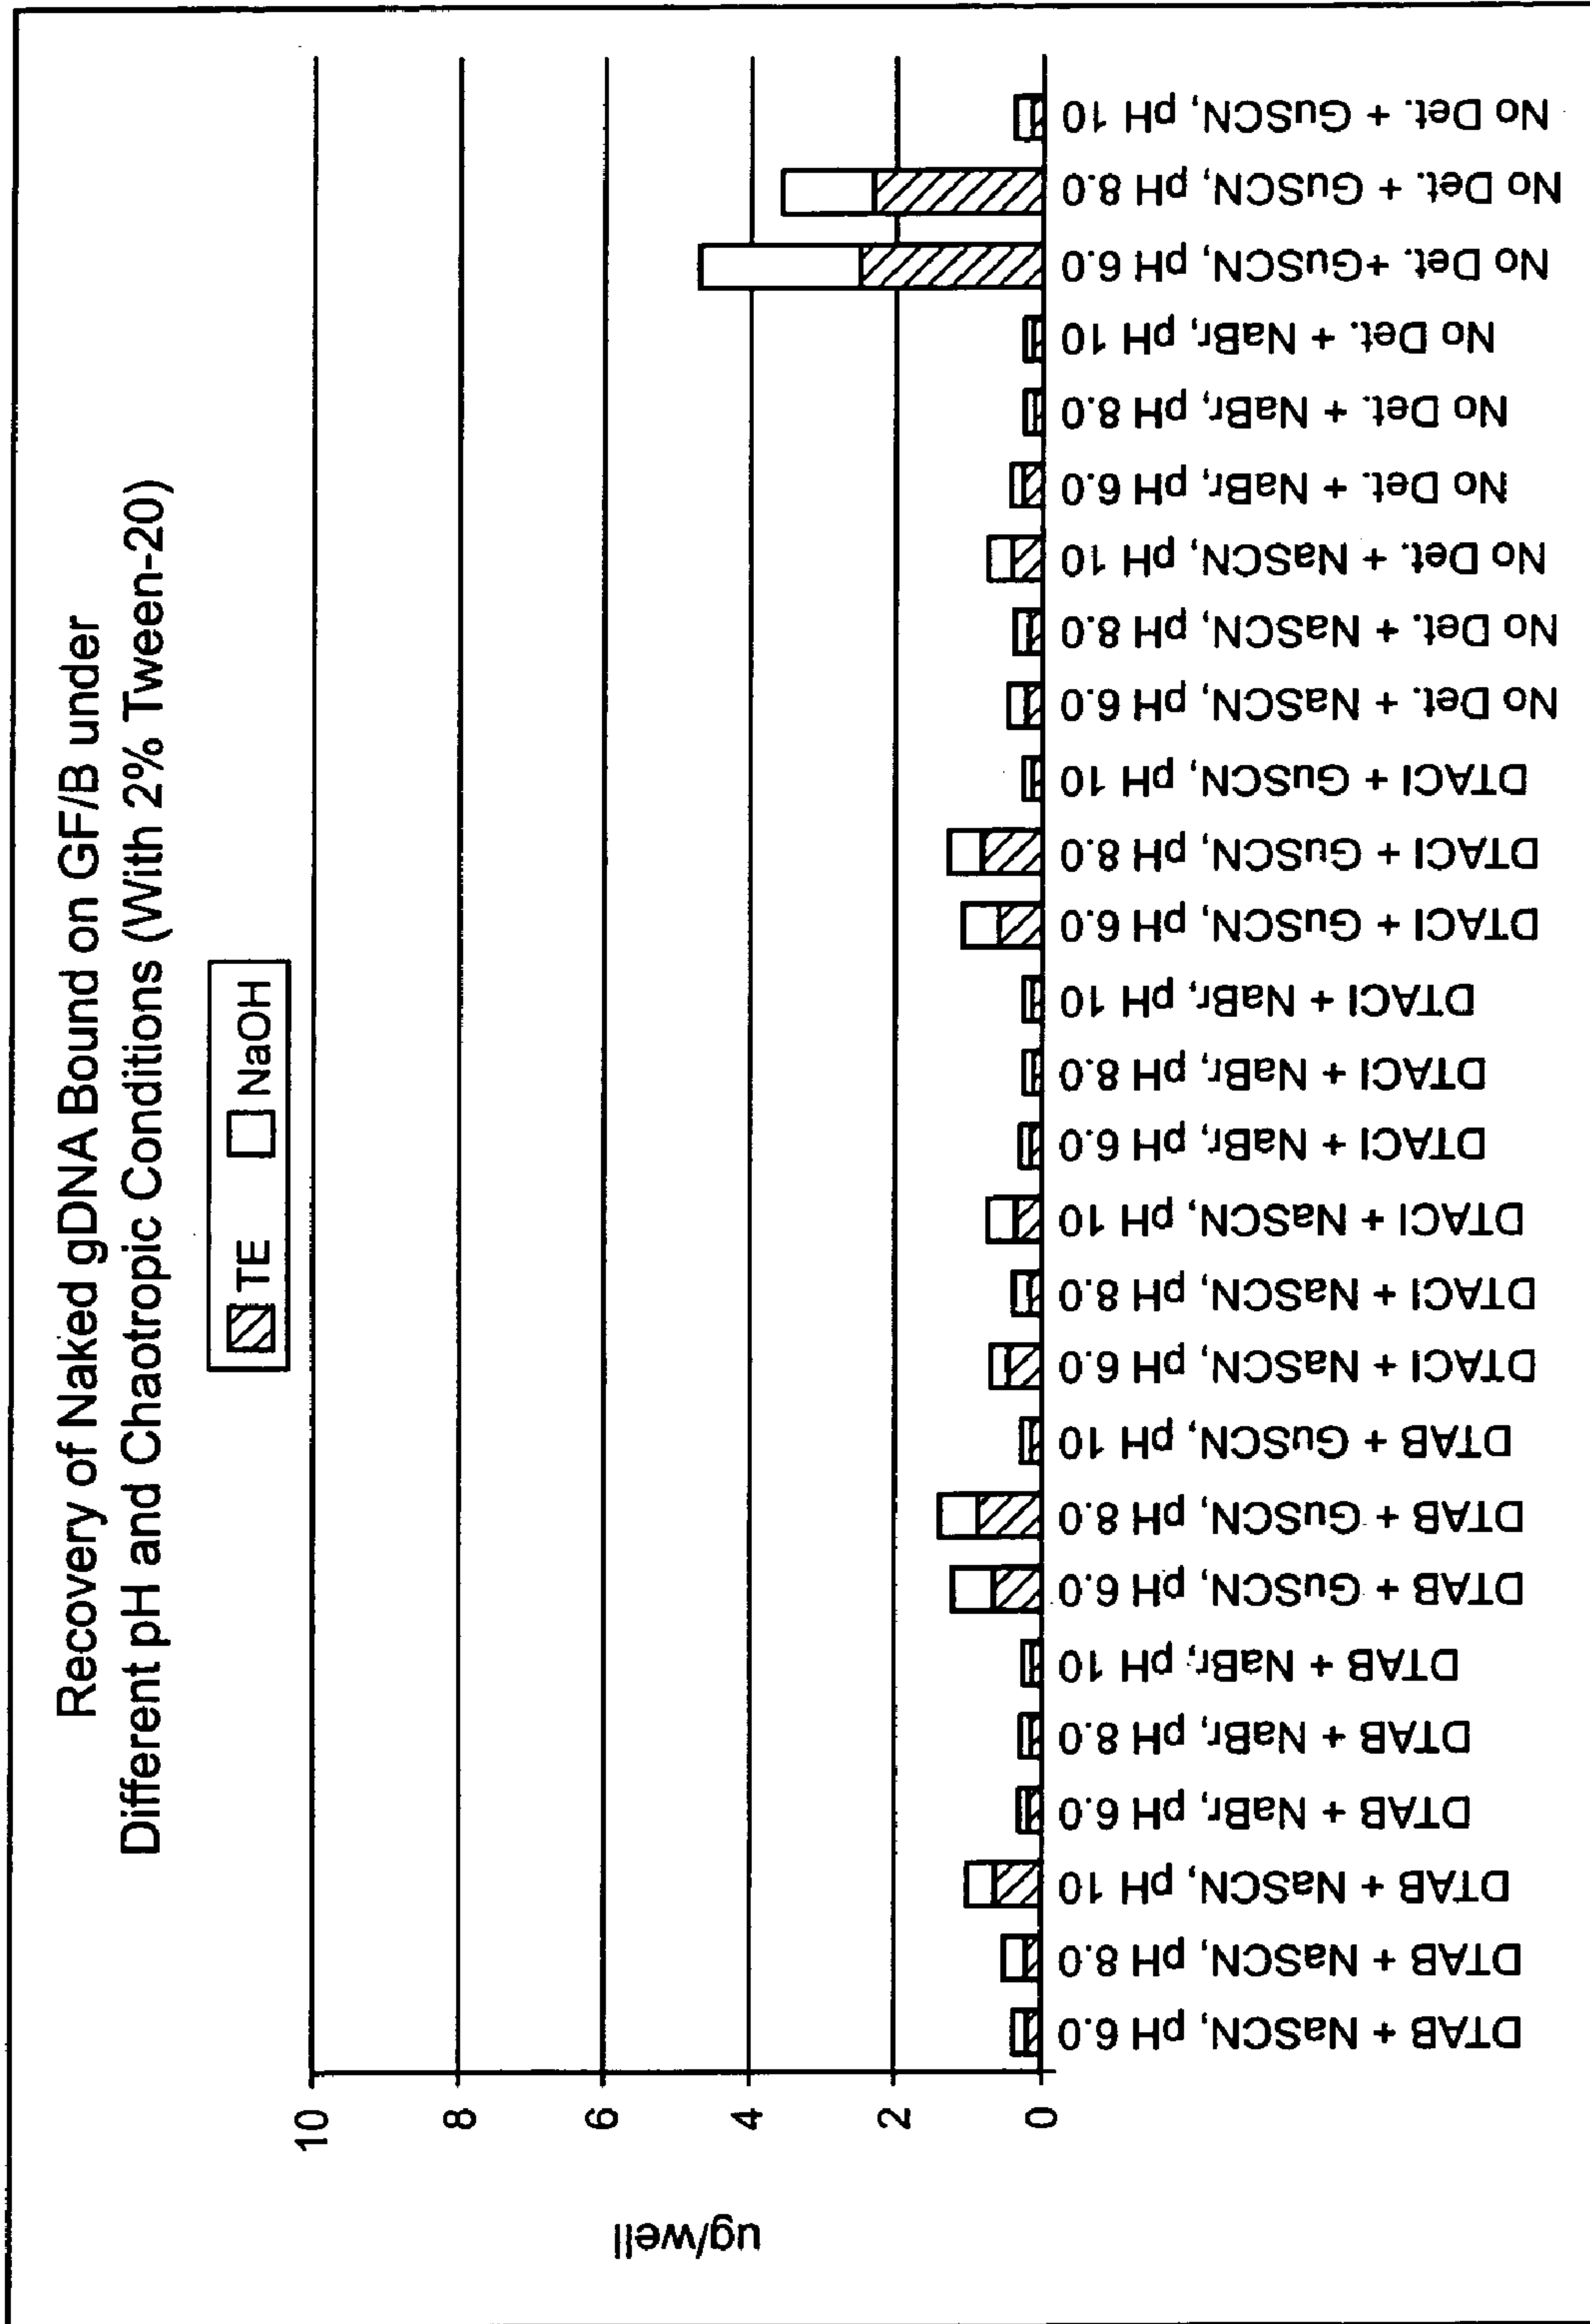 Recovery of Naked gDNA Bound on GF/B under
Different pH and Chaotropic Conditions (With 2% Tween-20)
TE
NaOH
ug/well
10
8
6
4
2
0
DTAB + NaSCN, pH 6.0
DTAB + NaSCN, pH 8.0
DTAB + NaSCN, pH 10
DTAB + NaBr, pH 6.0
DTAB + NaBr, pH 8.0
DTAB + NaBr, pH 10
DTAB + GuSCN, pH 6.0
DTAB + GuSCN, pH 8.0
DTAB + GuSCN, pH 10
DTACl + NaSCN, pH 6.0
DTACl + NaSCN, pH 8.0
DTACl + NaSCN, pH 10
DTACl + NaBr, pH 6.0
DTACl + NaBr, pH 8.0
DTACl + NaBr, pH 10
DTACl + GuSCN, pH 6.0
DTACl + GuSCN, pH 8.0
DTACl + GuSCN, pH 10
No Det. + NaSCN, pH 6.0
No Det. + NaSCN, pH 8.0
No Det. + NaSCN, pH 10
No Det. + NaBr, pH 6.0
No Det. + NaBr, pH 8.0
No Det. + NaBr, pH 10
No Det. +GuSCN, pH 6.0
No Det. + GuSCN, pH 8.0
No Det. + GuSCN, pH 10